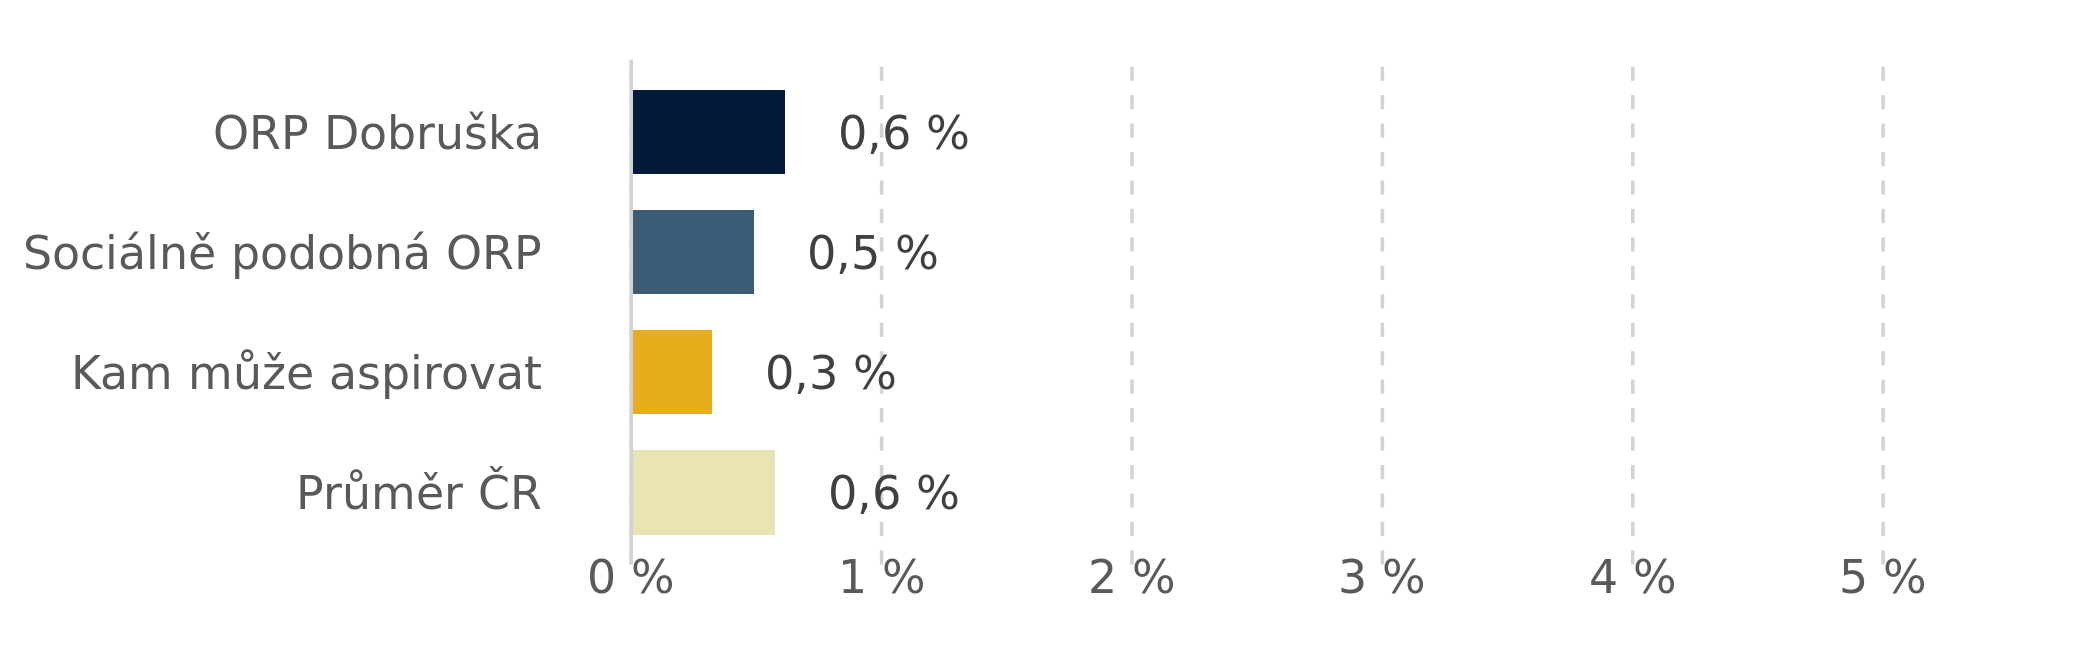 ORP Dobruška 0,6 %
Sociálně podobná ORP 0,5 %
Kam může aspirovat 0,3 %
Průměr ČR 0,6 %
0 % 1 % 2 % 3 % 4 % 5 %